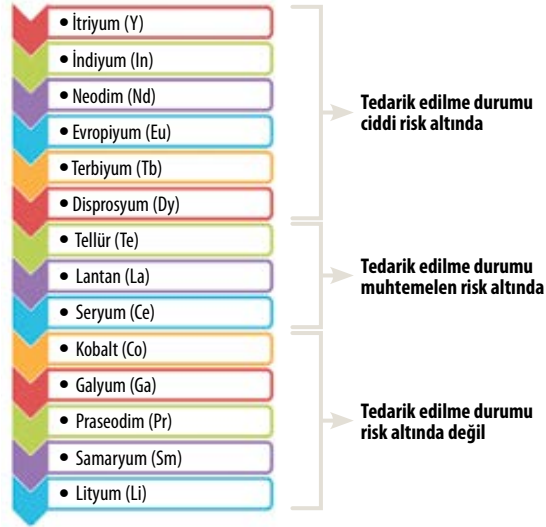 • İtriyum (Y)
• İndiyum (In)
• Neodim (Nd)
• Evropiyum (Eu)
• Terbiyum (Tb)
• Disprosyum (Dy)
Tedarik edilme durumu
ciddi risk altında
• Tellür (Te)
• Lantan (La)
• Seryum (Ce)
Tedarik edilme durumu
muhtemelen risk altında
• Kobalt (Co)
• Galyum (Ga)
• Praseodim (Pr)
• Samaryum (Sm)
• Lityum (Li)
Tedarik edilme durumu
risk altında değil